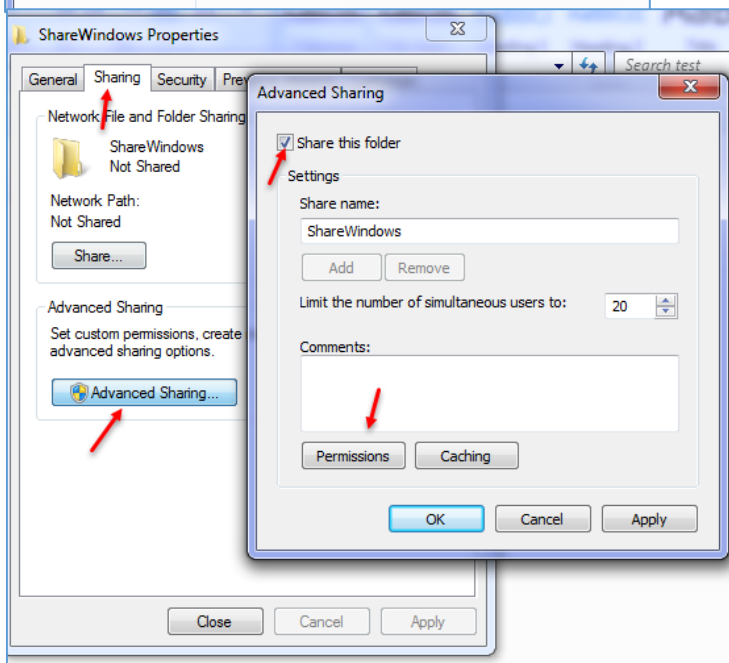 ShareWindows Properties
Search test
General Sharing Security Prev
Network File and Folder Sharing
ShareWindows
Not Shared
Network Path:
Not Shared
Share...
Advanced Sharing
Set custom permissions, create
advanced sharing options.
Advanced Sharing...
Close Cancel Apply
Advanced Sharing
Share this folder
Settings
Share name:
ShareWindows
Add Remove
Limit the number of simultaneous users to: 20
Comments:
Permissions Caching
OK Cancel Apply